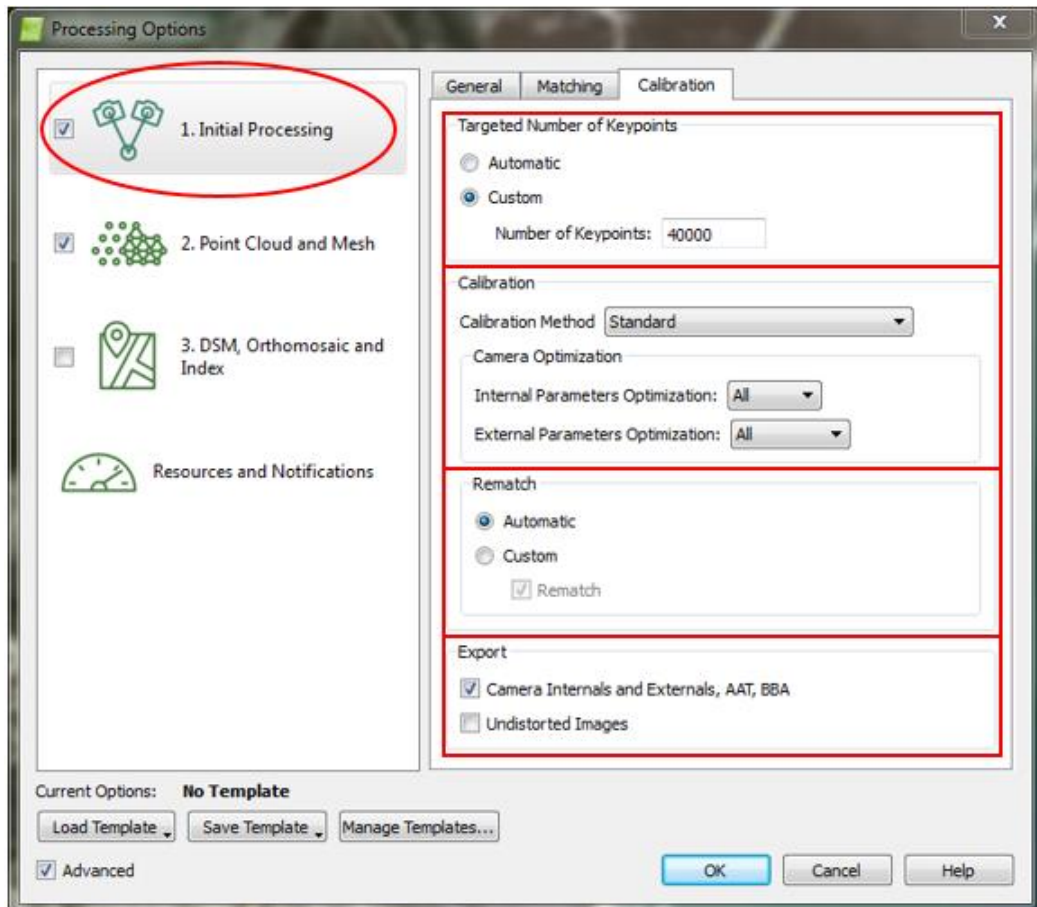 Processing Options
1. Initial Processing
2. Point Cloud and Mesh
3. DSM, Orthomosaic and
Index
Resources and Notifications
General Matching Calibration
Targeted Number of Keypoints
Automatic
Custom
Number of Keypoints: 40000
Calibration
Calibration Method Standard
Camera Optimization
Internal Parameters Optimization: All
External Parameters Optimization: All
Rematch
Automatic
Custom
Rematch
Export
Camera Internals and Externals, AAT, BBA
Undistorted Images
Current Options: No Template
Load Template Save Template Manage Templates...
Advanced
OK Cancel Help